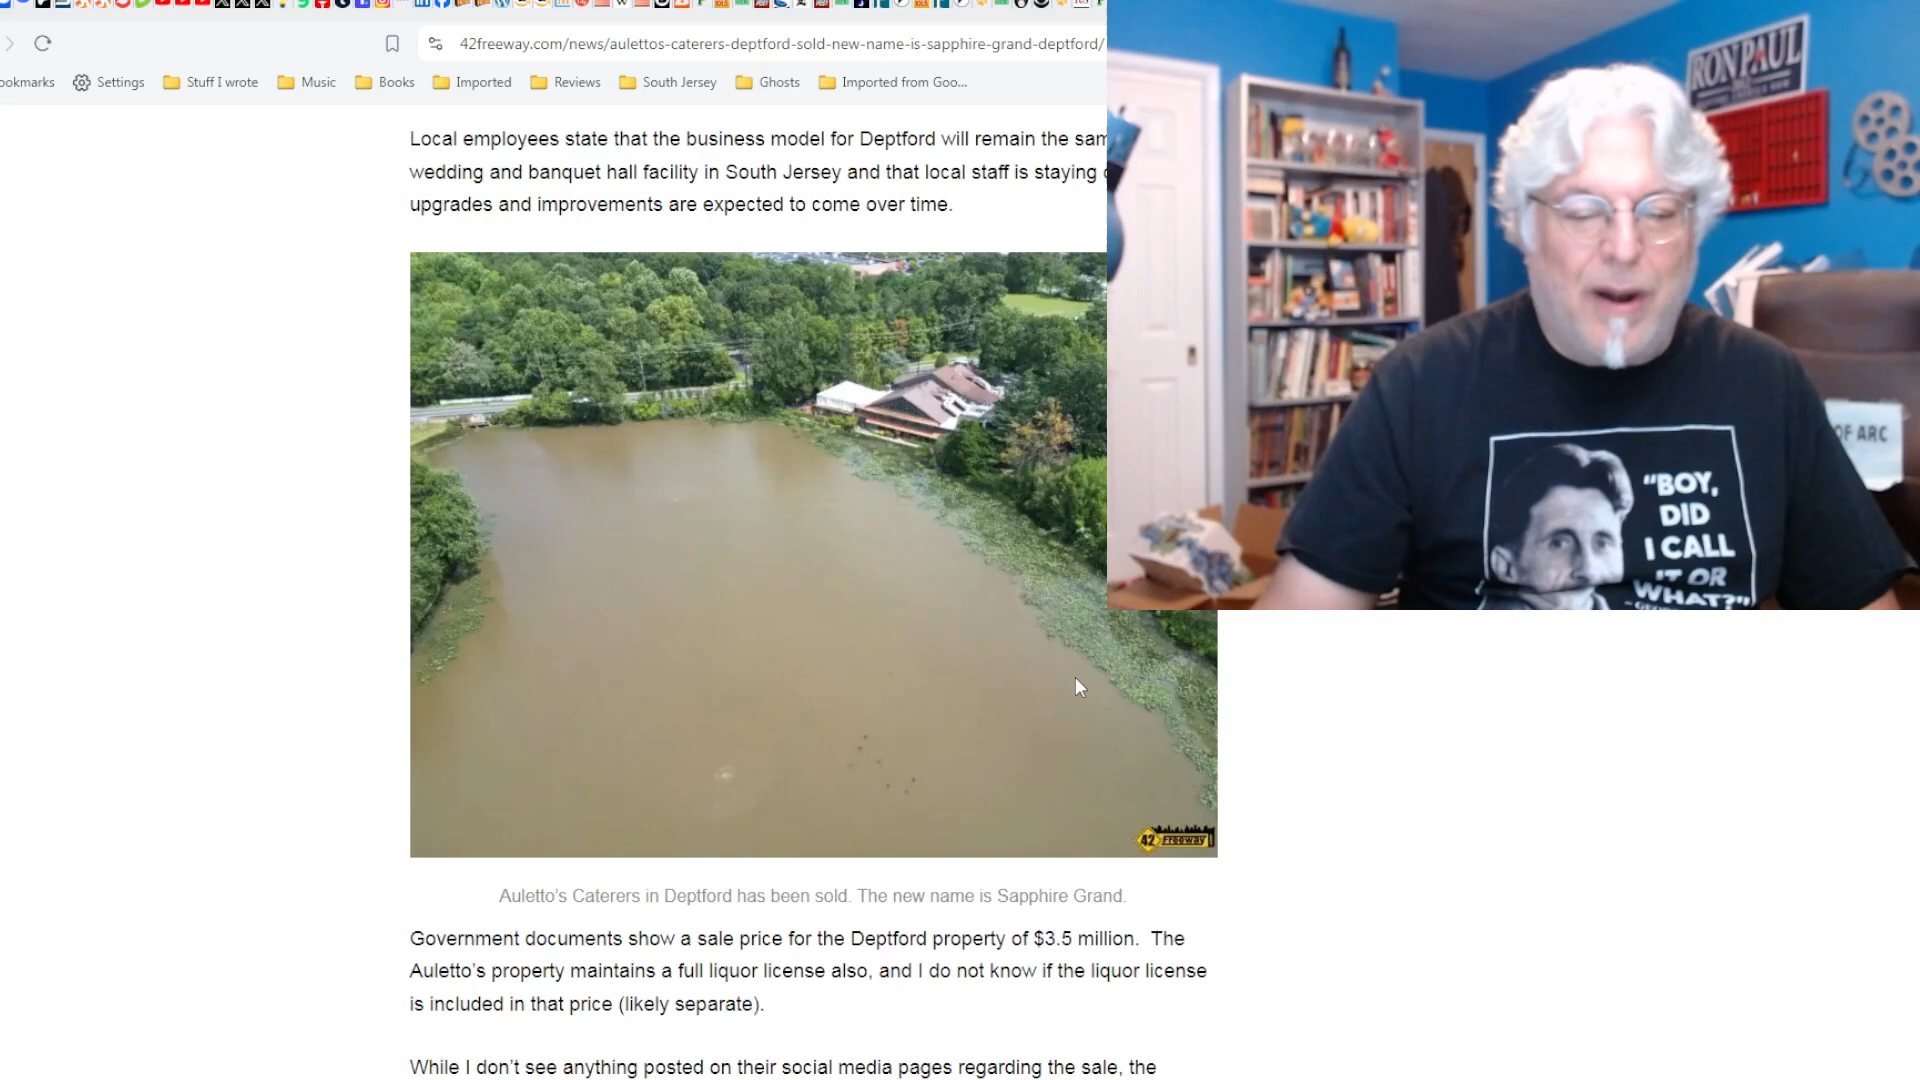 42freeway.com/news/aulettos-caterers-deptford-sold-new-name-is-sapphire-grand-deptford/
ookmarks Settings Stuff I wrote Music Books Imported Reviews South Jersey Ghosts Imported from Goo...
Local employees state that the business model for Deptford will remain the sam
wedding and banquet hall facility in South Jersey and that local staff is staying
upgrades and improvements are expected to come over time.
RON PAUL
OF ARC
"BOY,
DID
I CALL
IT OR
WHAT?"
42 Freeway
Auletto's Caterers in Deptford has been sold. The new name is Sapphire Grand.
Government documents show a sale price for the Deptford property of $3.5 million. The
Auletto's property maintains a full liquor license also, and I do not know if the liquor license
is included in that price (likely separate).
While I don't see anything posted on their social media pages regarding the sale, the